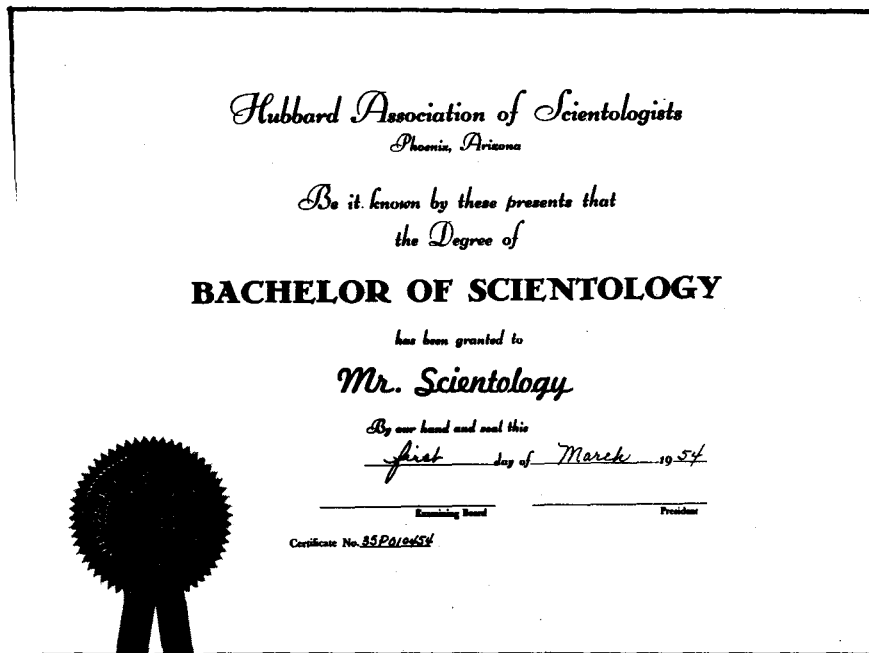 Hubbard Association of Scientologists
Phoenix, Arizona
Be it known by these presents that
the Degree of
BACHELOR OF SCIENTOLOGY
has been granted to
Mr. Scientology
By our hand and seal this
first day of March 1954
Examining Board President
Certificate No.